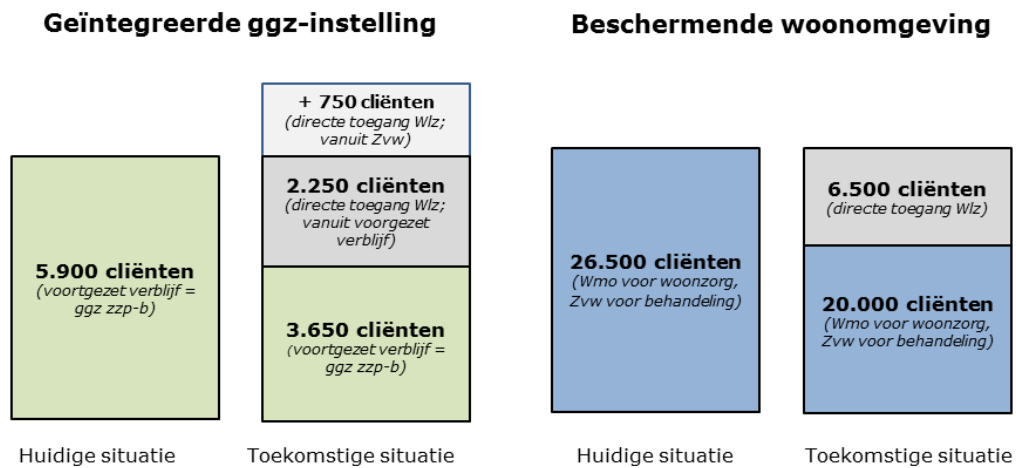 Geïntegreerde ggz-instelling
5.900 cliënten
(voortgezet verblijf =
ggz zzp-b)
Huidige situatie
+ 750 cliënten
(directe toegang Wlz;
vanuit Zvw)
2.250 cliënten
(directe toegang Wlz;
vanuit voorgezet
verblijf)
3.650 cliënten
(voortgezet verblijf =
ggz zzp-b)
Toekomstige situatie
Beschermende woonomgeving
26.500 cliënten
(Wmo voor woonzorg,
Zvw voor behandeling)
Huidige situatie
6.500 cliënten
(directe toegang Wlz)
20.000 cliënten
(Wmo voor woonzorg,
Zvw voor behandeling)
Toekomstige situatie